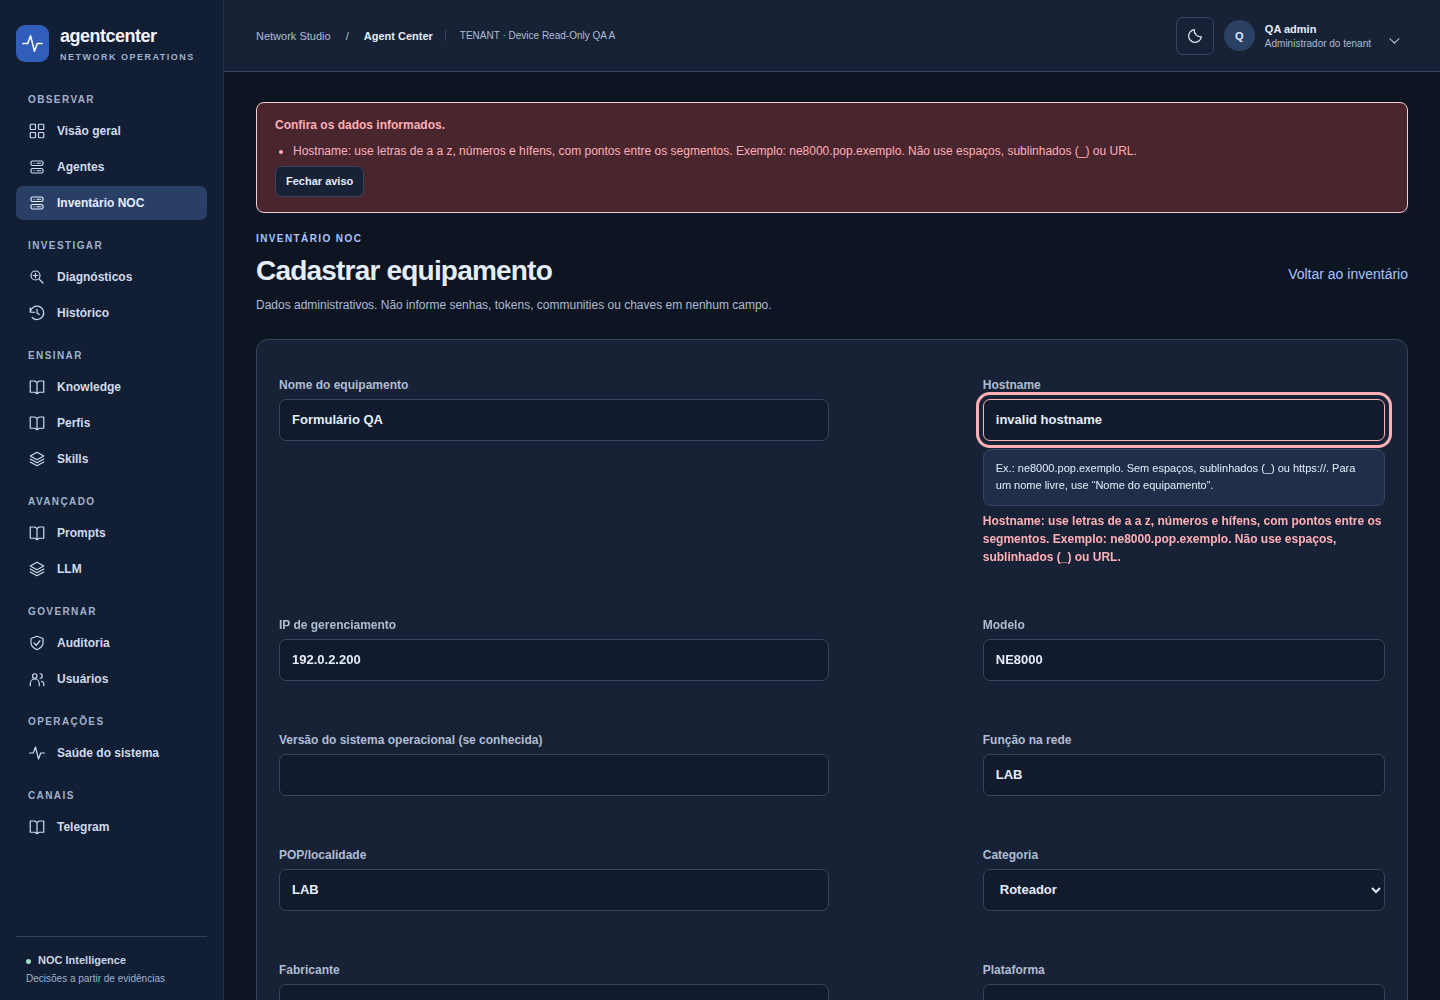 agentcenter
NETWORK OPERATIONS
OBSERVAR
Visão geral
Agentes
Inventário NOC
INVESTIGAR
Diagnósticos
Histórico
ENSINAR
Knowledge
Perfis
Skills
AVANÇADO
Prompts
LLM
GOVERNAR
Auditoria
Usuários
OPERAÇÕES
Saúde do sistema
CANAIS
Telegram
NOC Intelligence
Decisões a partir de evidências
Network Studio / Agent Center TENANT · Device Read-Only QA A
Q
QA admin
Administrador do tenant
Confira os dados informados.
• Hostname: use letras de a a z, números e hífens, com pontos entre os segmentos. Exemplo: ne8000.pop.exemplo. Não use espaços, sublinhados (_) ou URL.
Fechar aviso
INVENTÁRIO NOC
Cadastrar equipamento
Voltar ao inventário
Dados administrativos. Não informe senhas, tokens, communities ou chaves em nenhum campo.
Nome do equipamento
Formulário QA
Hostname
invalid hostname
Ex.: ne8000.pop.exemplo. Sem espaços, sublinhados (_) ou https://. Para
um nome livre, use “Nome do equipamento”.
Hostname: use letras de a a z, números e hífens, com pontos entre os
segmentos. Exemplo: ne8000.pop.exemplo. Não use espaços,
sublinhados (_) ou URL.
IP de gerenciamento
192.0.2.200
Modelo
NE8000
Versão do sistema operacional (se conhecida)
Função na rede
LAB
POP/localidade
LAB
Categoria
Roteador
Fabricante
Plataforma